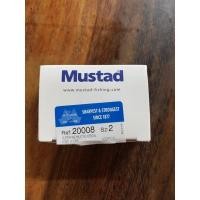 Mustad
www.mustad-fishing.com
SHARPEST & STRONGEST
SINCE 1877
Ref 20008 Sz 2